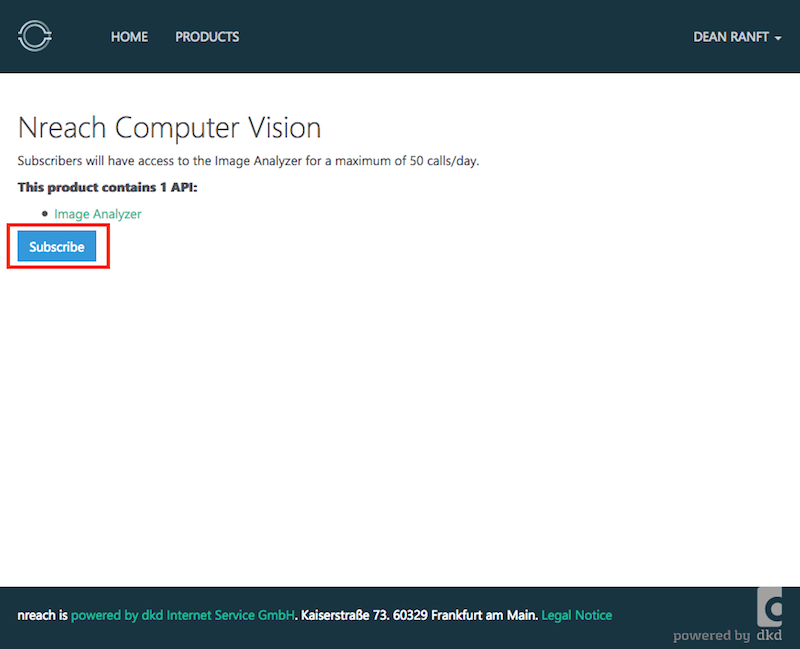 HOME PRODUCTS DEAN RANFT
Nreach Computer Vision
Subscribers will have access to the Image Analyzer for a maximum of 50 calls/day.
This product contains 1 API:
Image Analyzer
Subscribe
nreach is powered by dkd Internet Service GmbH. Kaiserstraße 73. 60329 Frankfurt am Main. Legal Notice
powered by dkd